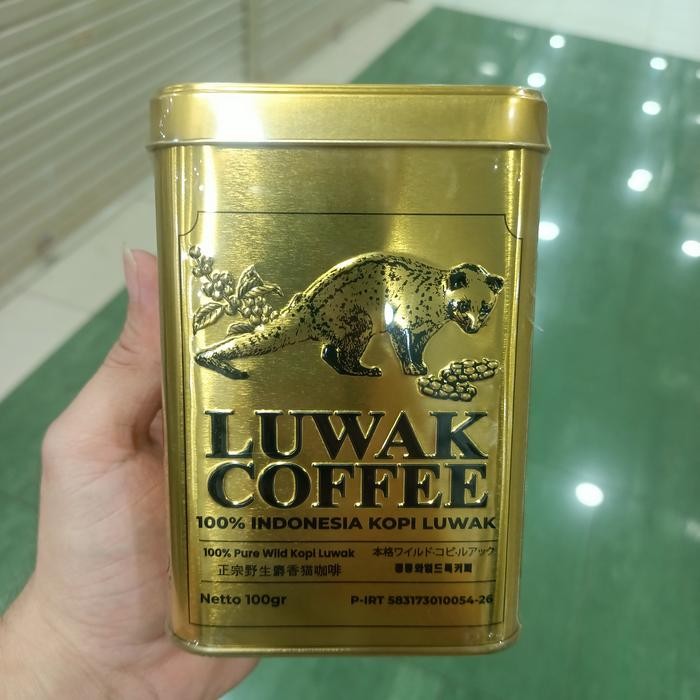 LUWAK
COFFEE
100% INDONESIA KOPI LUWAK
100% Pure Wild Kopi Luwak
本格ワイルド·コピ·ルアック
正宗野生麝香猫咖啡
Netto 100gr
P-IRT 583173010054-26